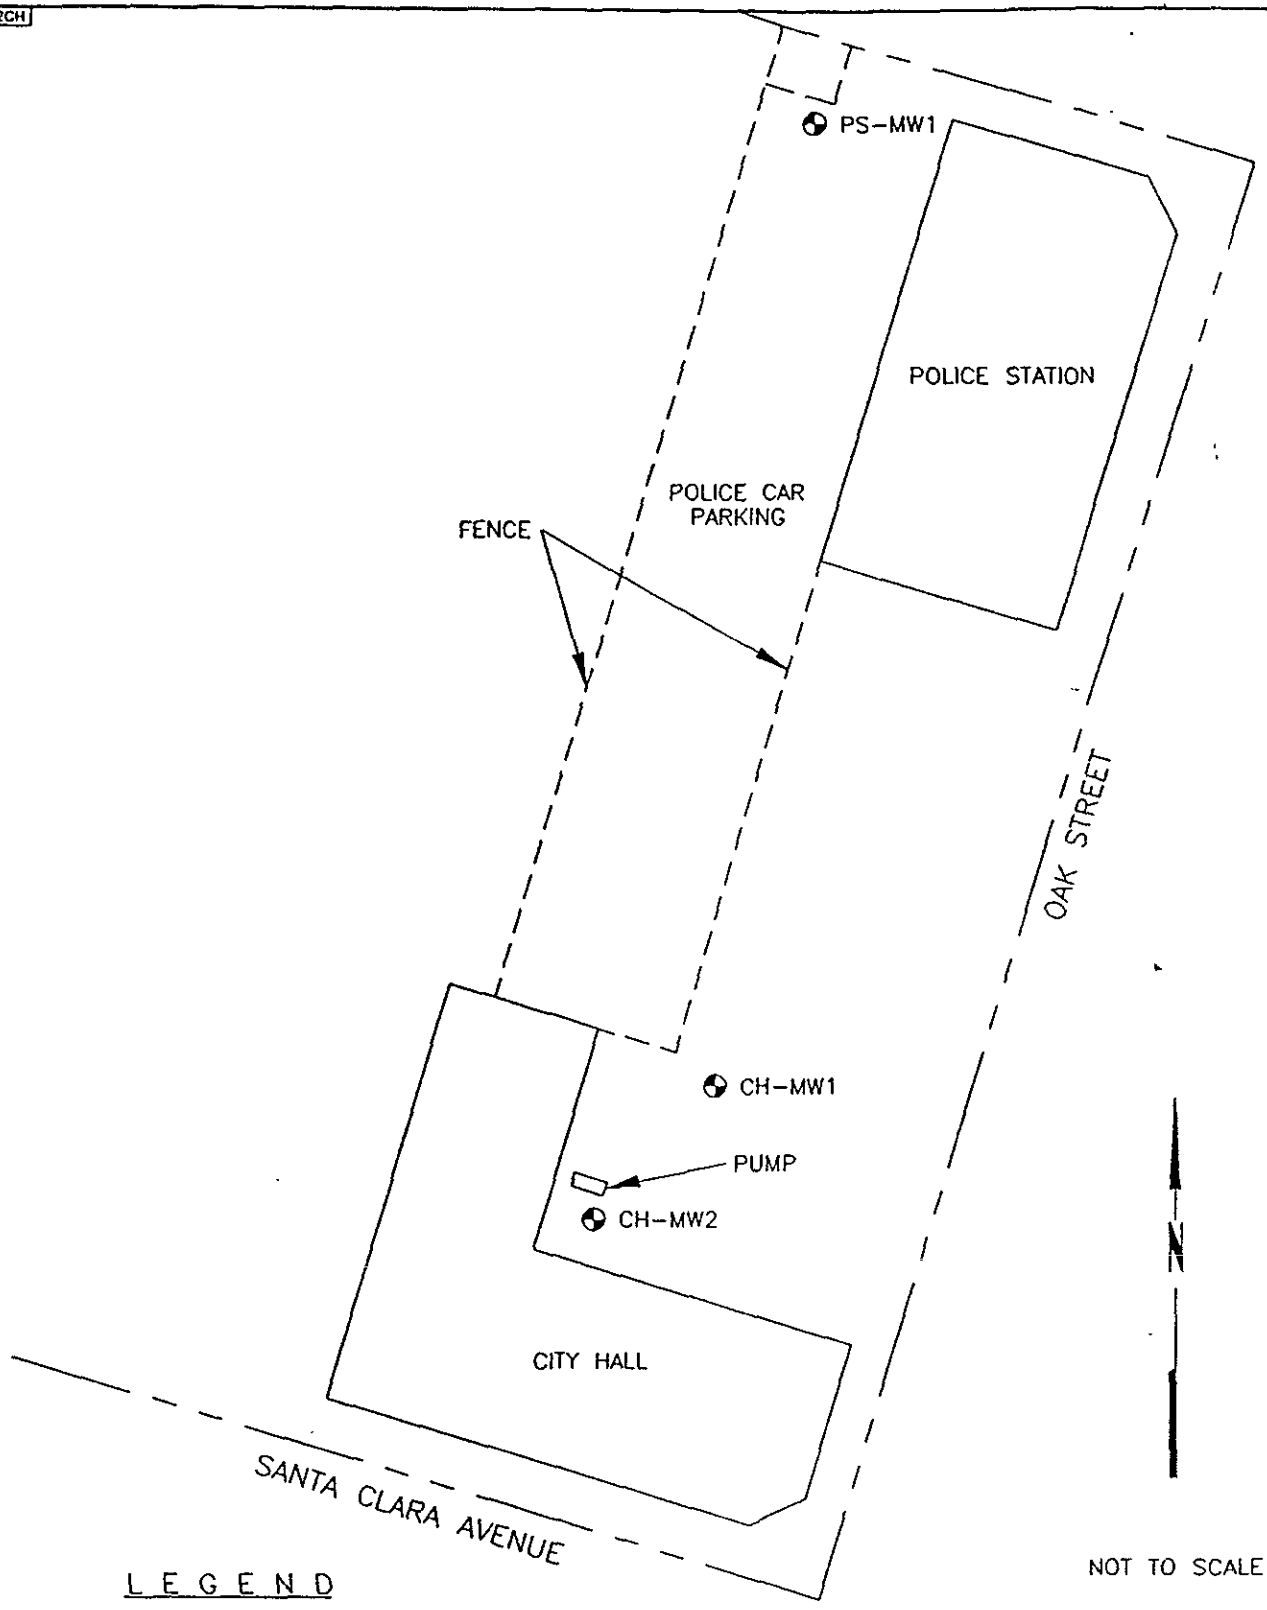 PS-MW1
POLICE STATION
POLICE CAR
PARKING
FENCE
OAK STREET
CH-MW1
PUMP
CH-MW2
N
CITY HALL
SANTA CLARA AVENUE
NOT TO SCALE
LEGEND